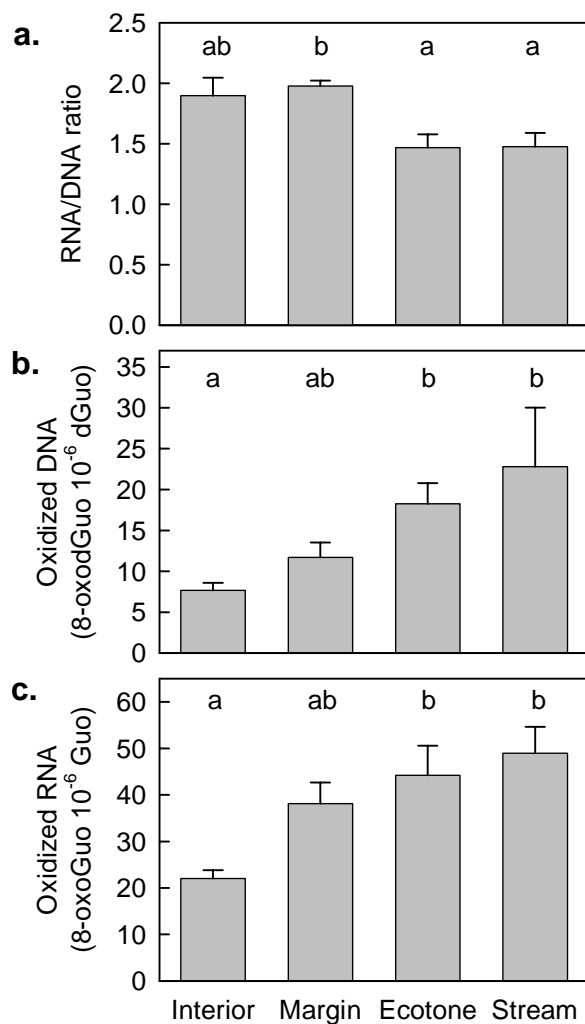 a.
RNA/DNA ratio
2.5
2.0
1.5
1.0
0.5
0.0
ab b a a
b.
Oxidized DNA
(8-oxodGuo 10⁻⁶ dGuo)
35
30
25
20
15
10
5
0
a ab b b
c.
Oxidized RNA
(8-oxoGuo 10⁻⁶ Guo)
60
50
40
30
20
10
0
a ab b b
Interior Margin Ecotone Stream